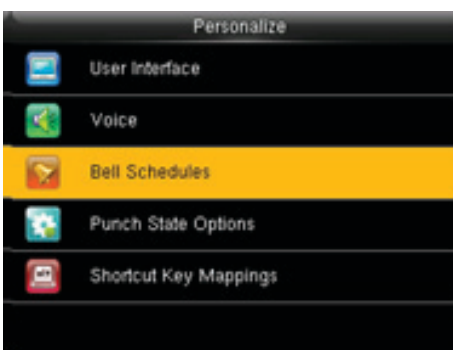 Personalize
User Interface
Voice
Bell Schedules
Punch State Options
Shortcut Key Mappings